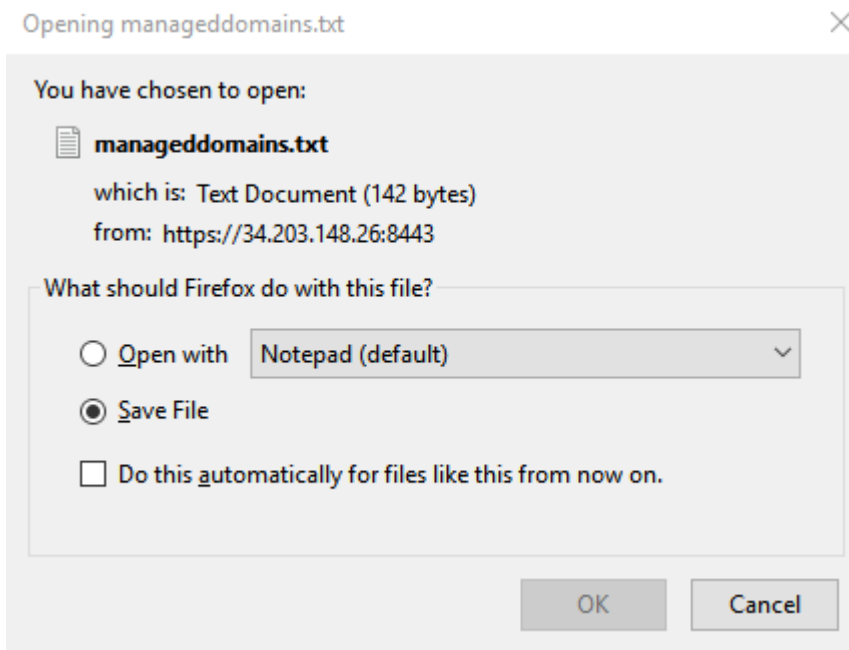 Opening manageddomains.txt
You have chosen to open:
manageddomains.txt
which is: Text Document (142 bytes)
from: https://34.203.148.26:8443
What should Firefox do with this file?
Open with Notepad (default)
Save File
Do this automatically for files like this from now on.
OK Cancel